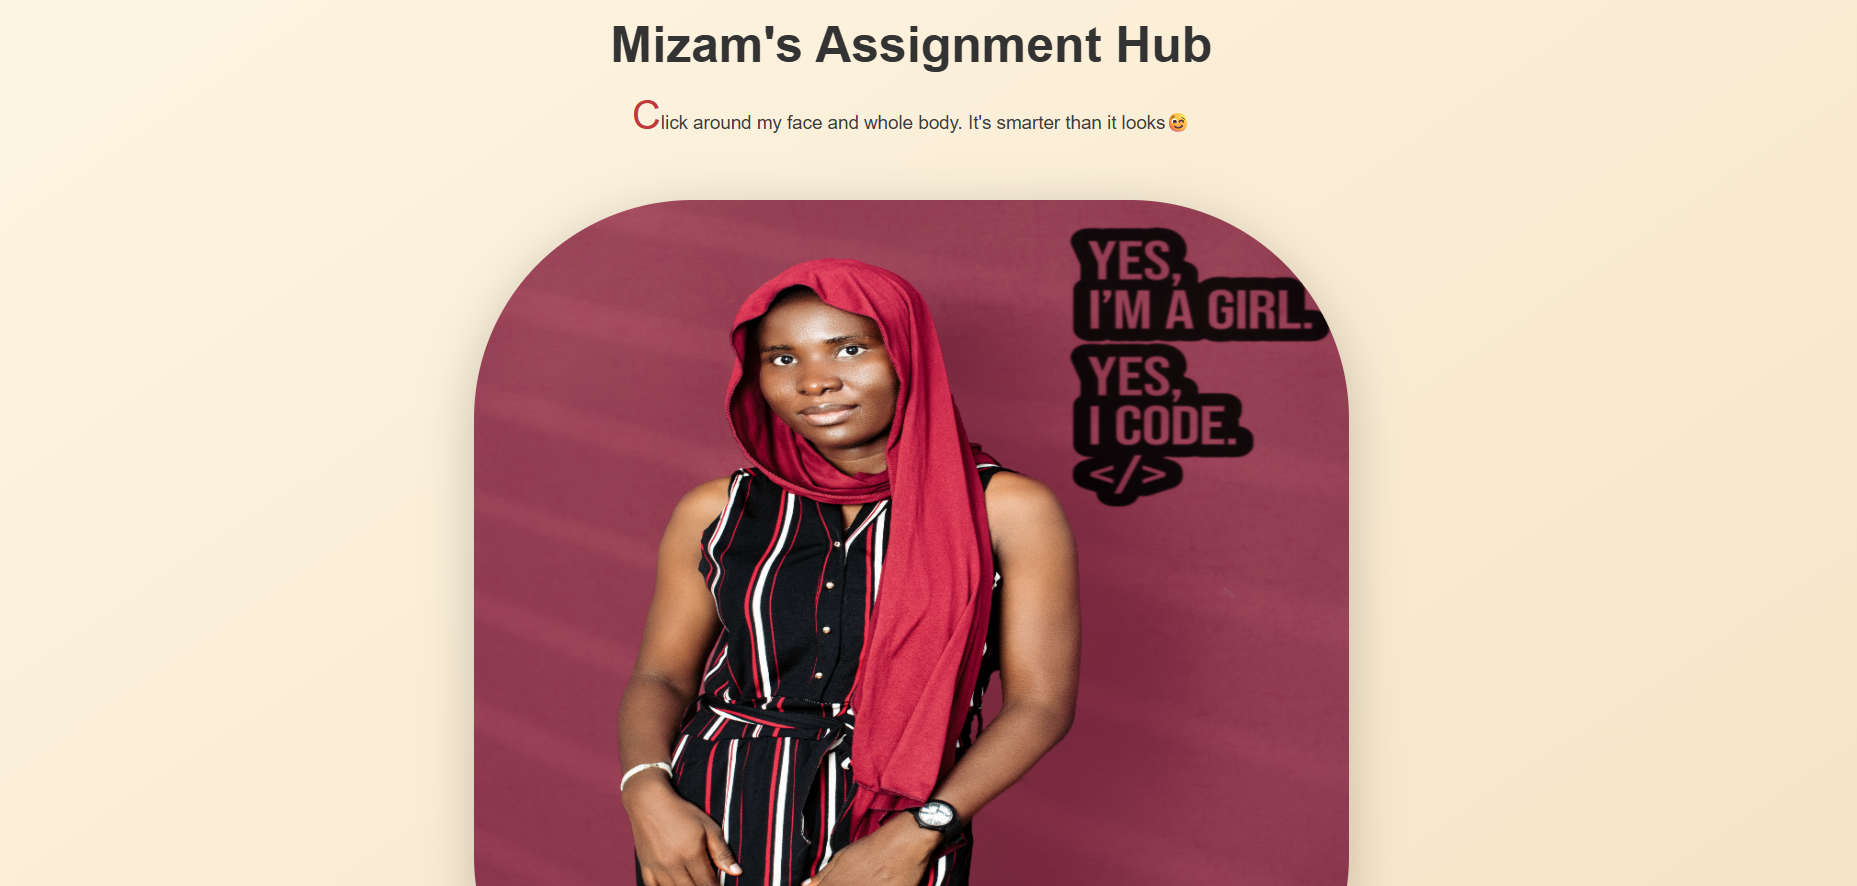 Mizam's Assignment Hub
Click around my face and whole body. It's smarter than it looks😉
YES,
I'M A GIRL.
YES,
I CODE.
</>